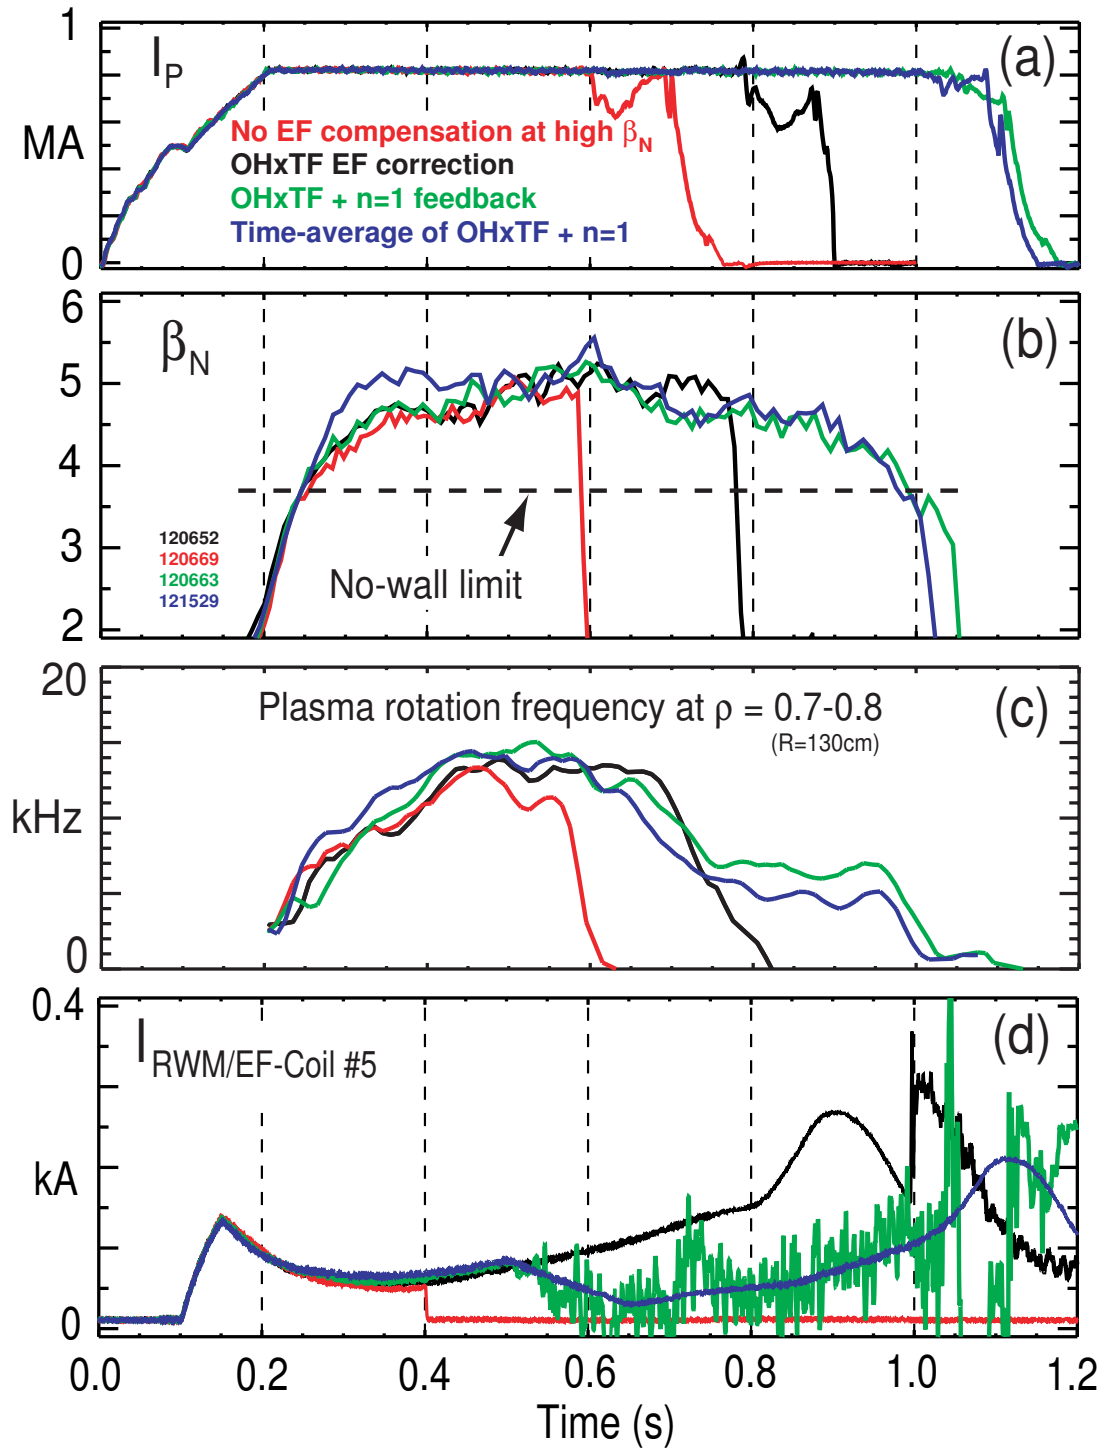 1
I_P
(a)
MA
No EF compensation at high β_N
OHxTF EF correction
OHxTF + n=1 feedback
Time-average of OHxTF + n=1
0
6
β_N
(b)
5
4
120652
120669
120663
121529
3
No-wall limit
2
20
Plasma rotation frequency at ρ = 0.7-0.8
(R=130cm)
(c)
kHz
0
0.4
I_RWM/EF-Coil #5
(d)
kA
0
0.0 0.2 0.4 0.6 0.8 1.0 1.2
Time (s)